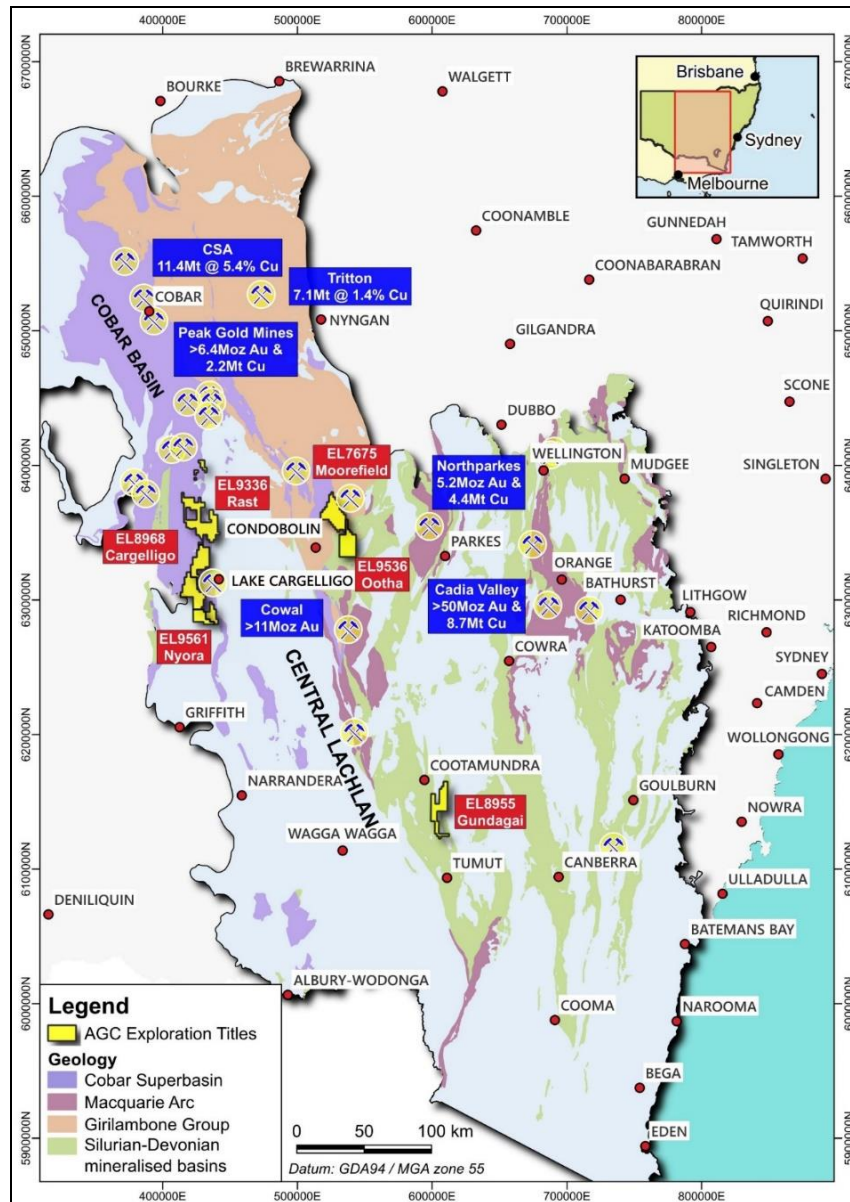 400000E
500000E
600000E
700000E
800000E
6700000N
6600000N
6500000N
6400000N
6300000N
6200000N
6100000N
6000000N
5900000N
BREWARRINA
BOURKE
WALGETT
Brisbane
Sydney
Melbourne
COONAMBLE
GUNNEDAH
TAMWORTH
COONABARABRAN
CSA
11.4Mt @ 5.4% Cu
Tritton
7.1Mt @ 1.4% Cu
COBAR
NYNGAN
QUIRINDI
COBAR BASIN
Peak Gold Mines
>6.4Moz Au &
2.2Mt Cu
GILGANDRA
SCONE
DUBBO
EL7675
Moorefield
Northparkes
5.2Moz Au &
4.4Mt Cu
WELLINGTON
MUDGEE
SINGLETON
EL9336
Rast
EL8968
Cargelligo
CONDOBOLIN
PARKES
EL9536
Ootha
ORANGE
LAKE CARGELLIGO
BATHURST
Cadia Valley
>50Moz Au &
8.7Mt Cu
LITHGOW
RICHMOND
Cowal
>11Moz Au
EL9561
Nyora
KATOOMBA
COWRA
SYDNEY
CAMDEN
CENTRAL LACHLAN
GRIFFITH
WOLLONGONG
COOTAMUNDRA
NARRANDERA
GOULBURN
EL8955
Gundagai
NOWRA
WAGGA WAGGA
TUMUT
CANBERRA
ULLADULLA
DENILIQUIN
BATEMANS BAY
ALBURY-WODONGA
COOMA
NAROOMA
BEGA
EDEN
Legend
AGC Exploration Titles
Geology
Cobar Superbasin
Macquarie Arc
Girilambone Group
Silurian-Devonian
mineralised basins
0 50 100 km
Datum: GDA94 / MGA zone 55
400000E
500000E
600000E
700000E
800000E